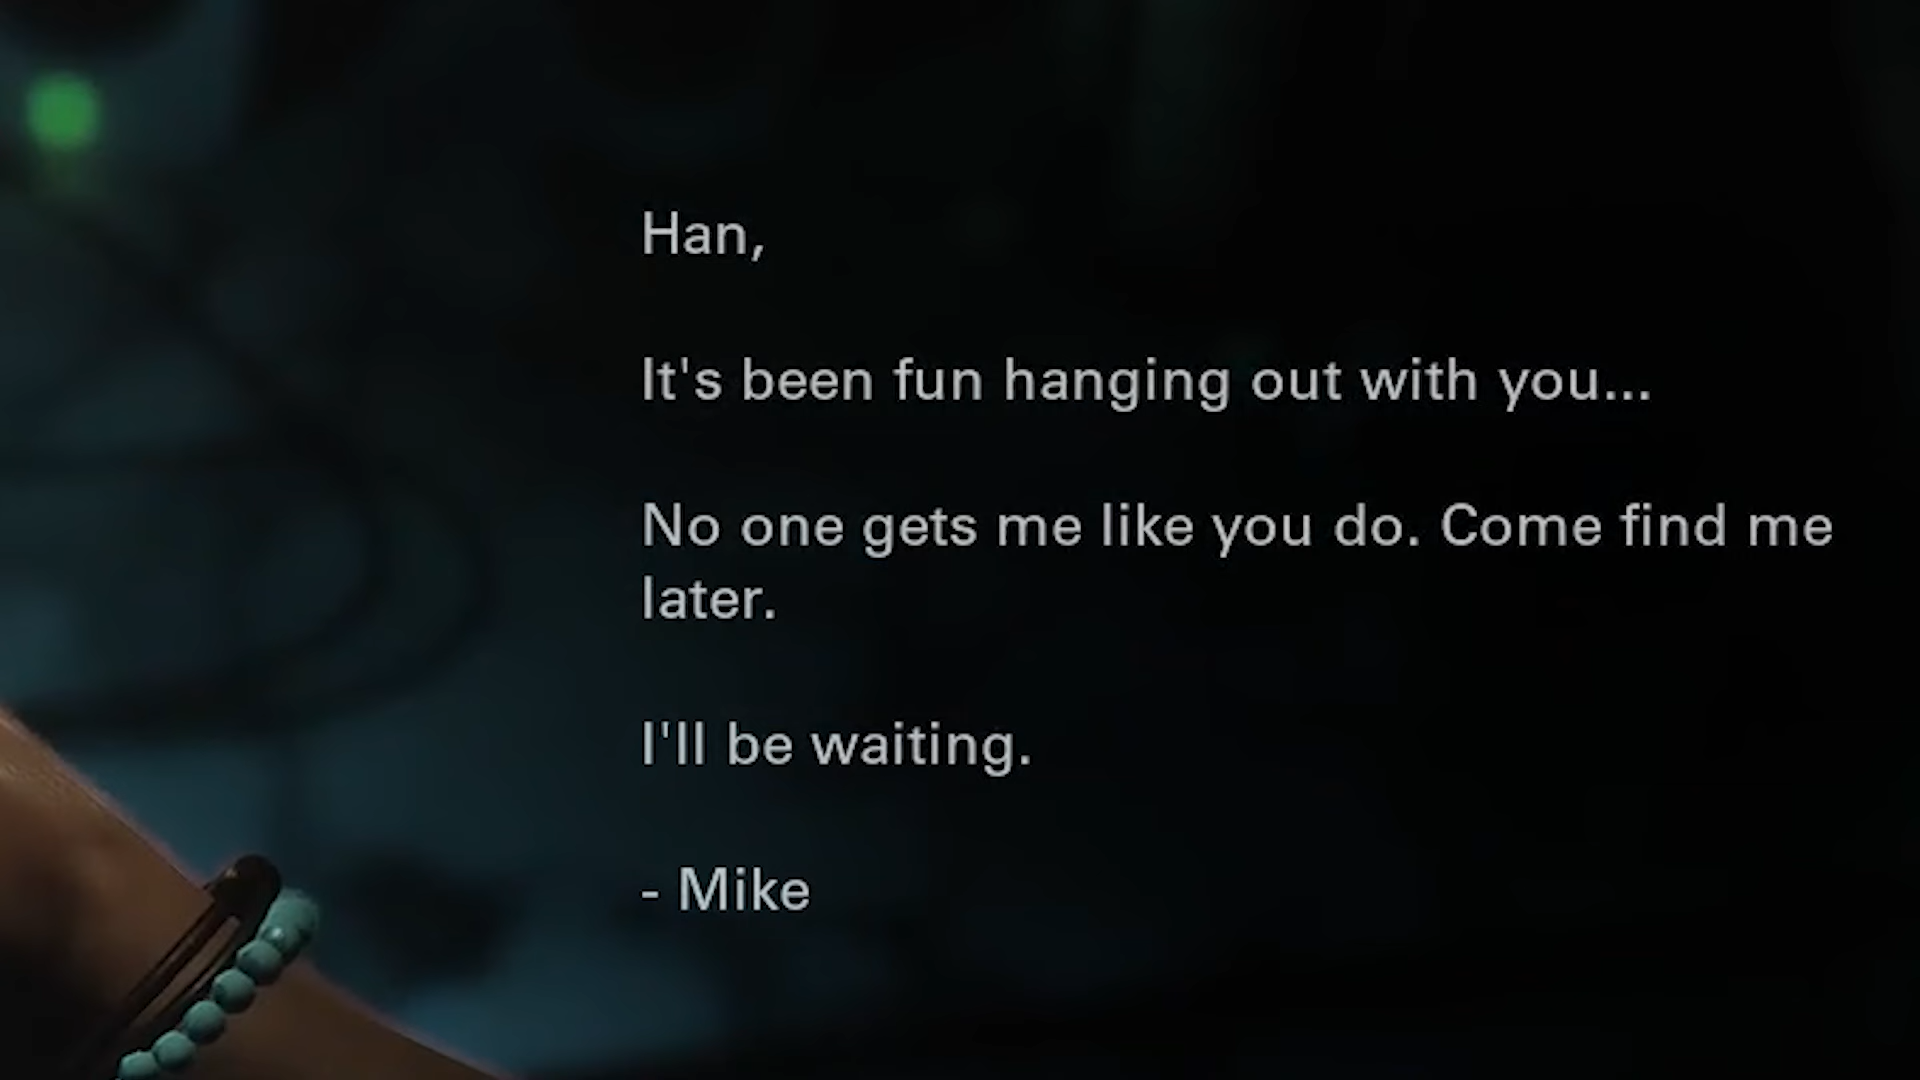 Han,
It's been fun hanging out with you...
No one gets me like you do. Come find me
later.
I'll be waiting.
- Mike